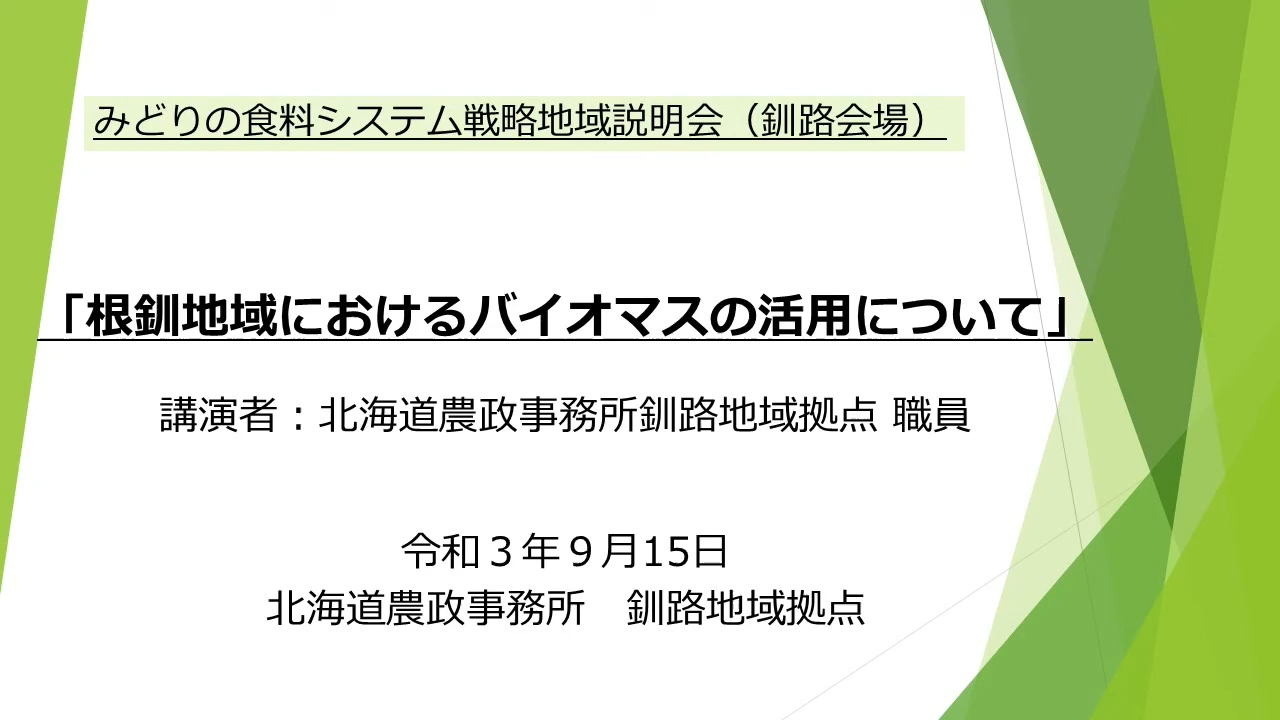 みどりの食料システム戦略地域説明会（釧路会場）
「根釧地域におけるバイオマスの活用について」
講演者：北海道農政事務所釧路地域拠点 職員
令和３年９月15日
北海道農政事務所　釧路地域拠点